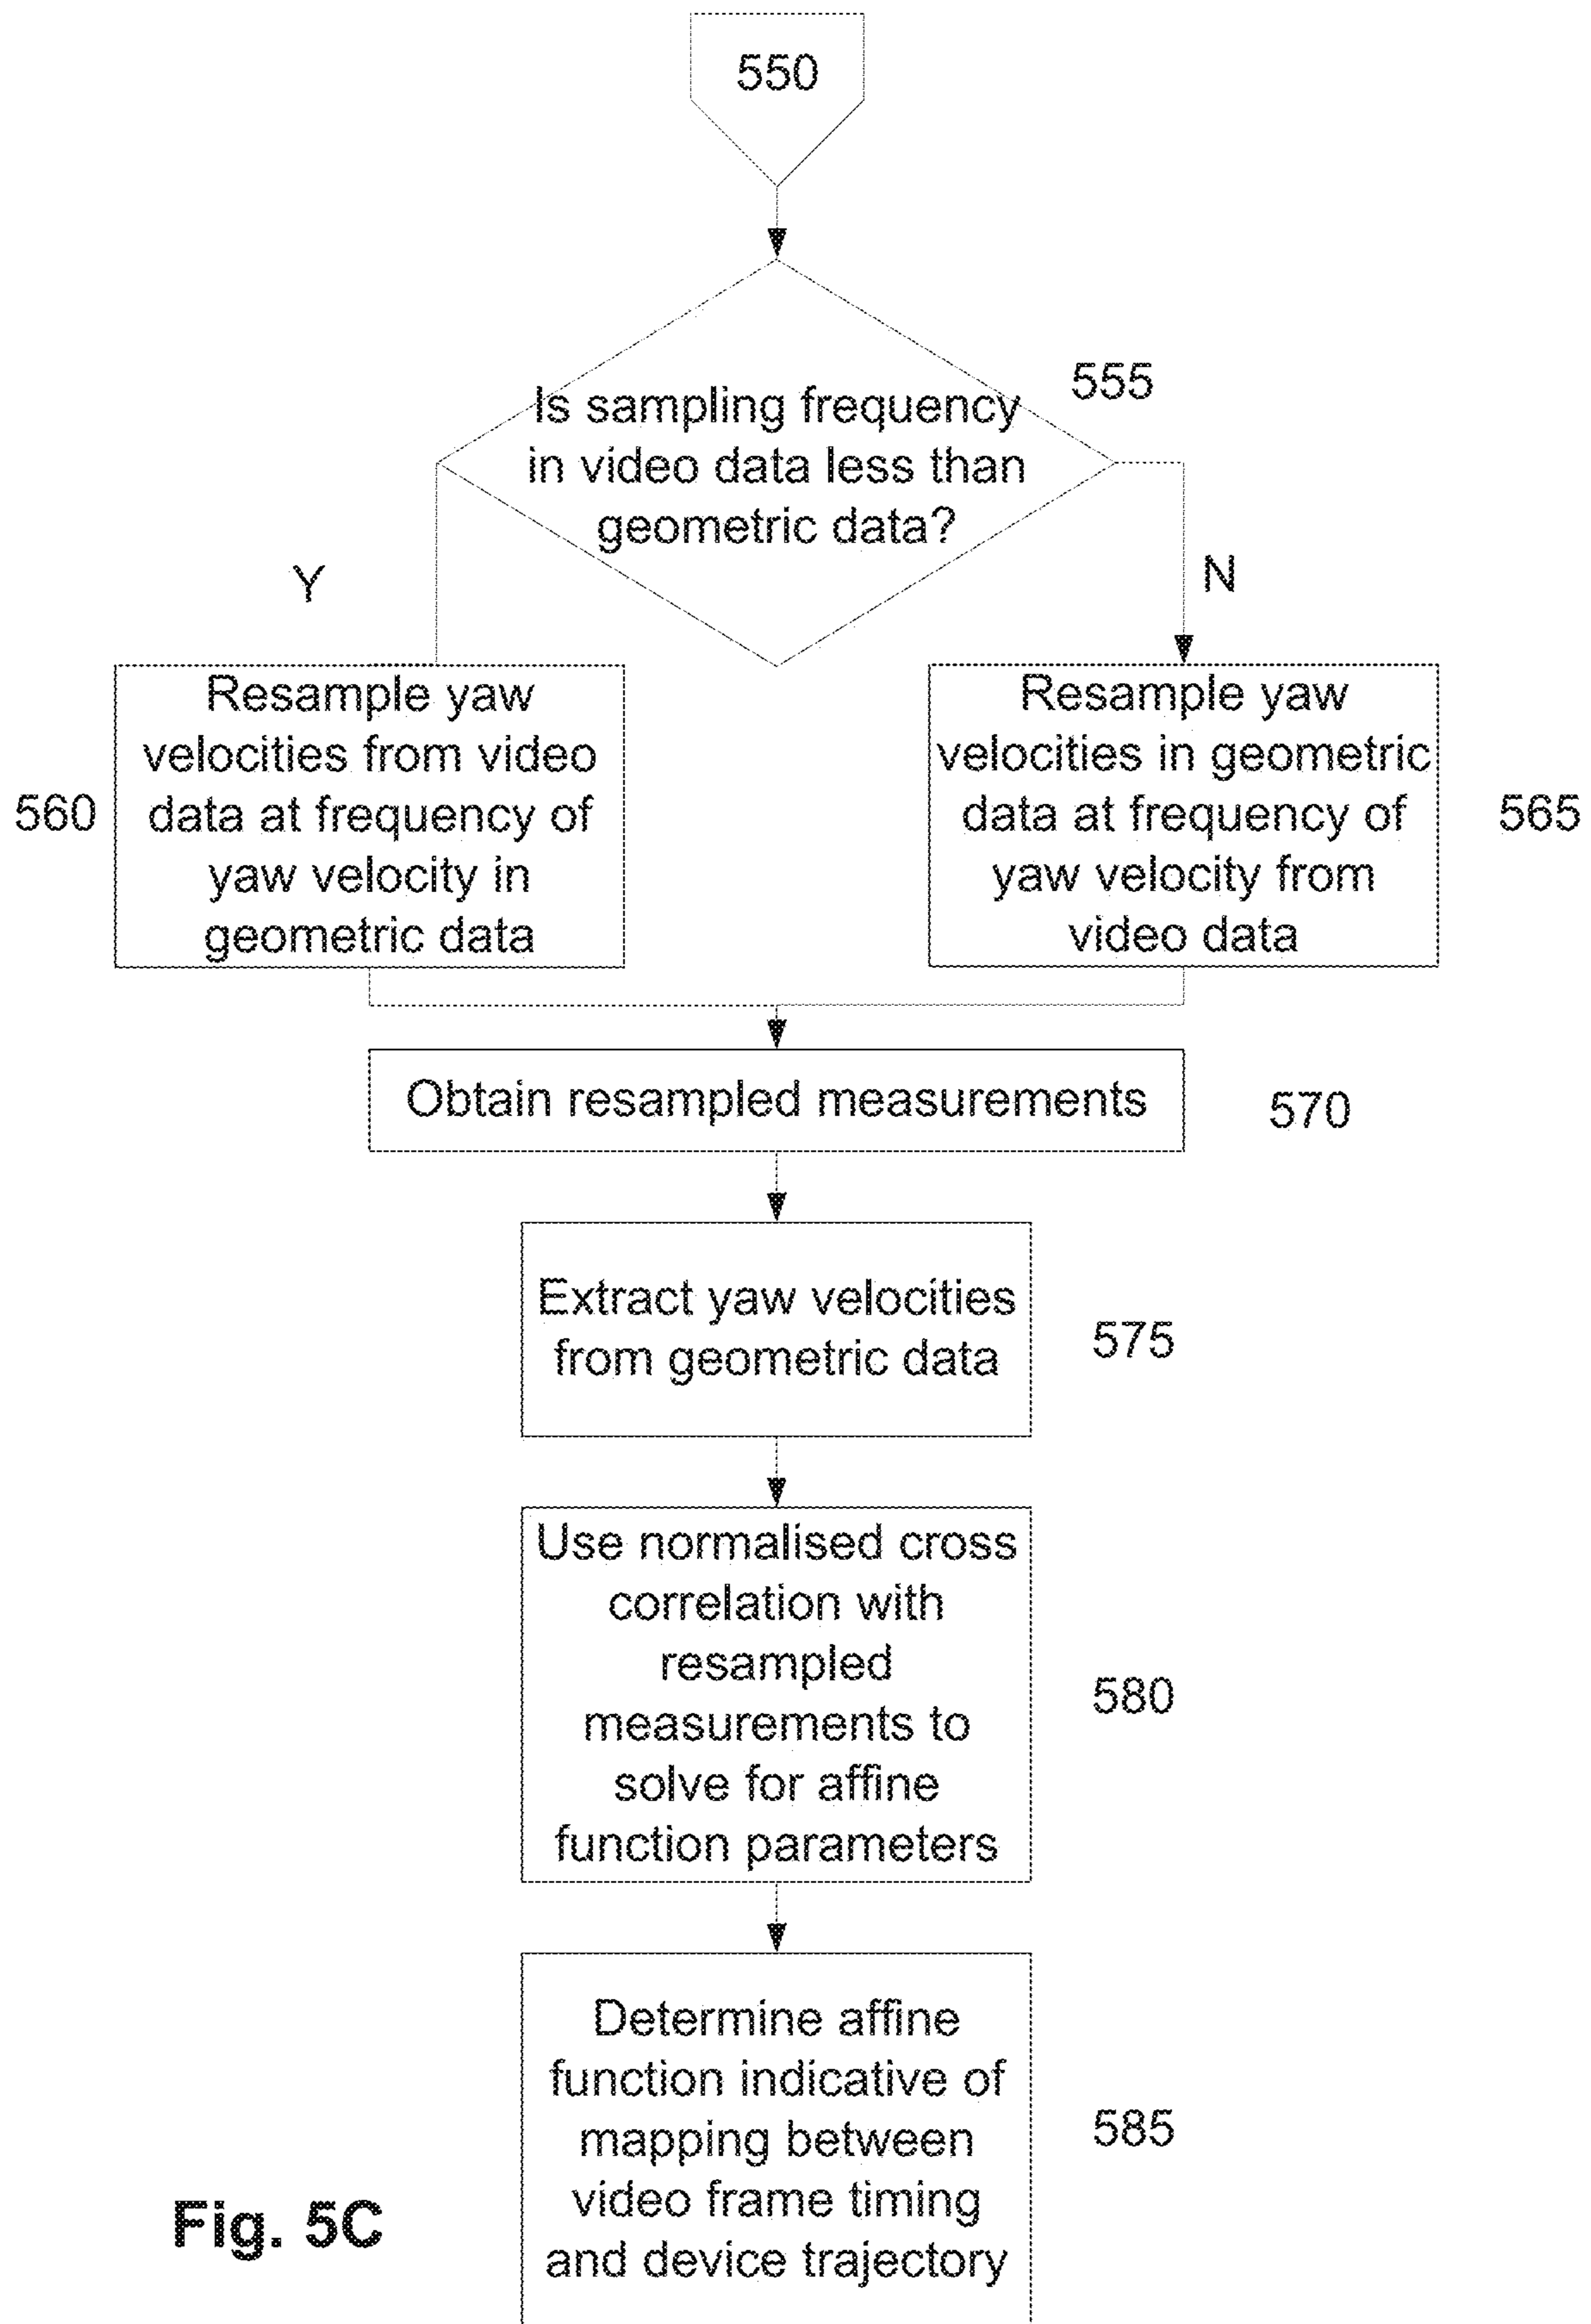 550
555
Is sampling frequency
in video data less than
geometric data?
Y
N
560
Resample yaw
velocities from video
data at frequency of
yaw velocity in
geometric data
Resample yaw
velocities in geometric
data at frequency of
yaw velocity from
video data
565
Obtain resampled measurements
570
Extract yaw velocities
from geometric data
575
Use normalised cross
correlation with
resampled
measurements to
solve for affine
function parameters
580
Determine affine
function indicative of
mapping between
video frame timing
and device trajectory
585
Fig. 5C